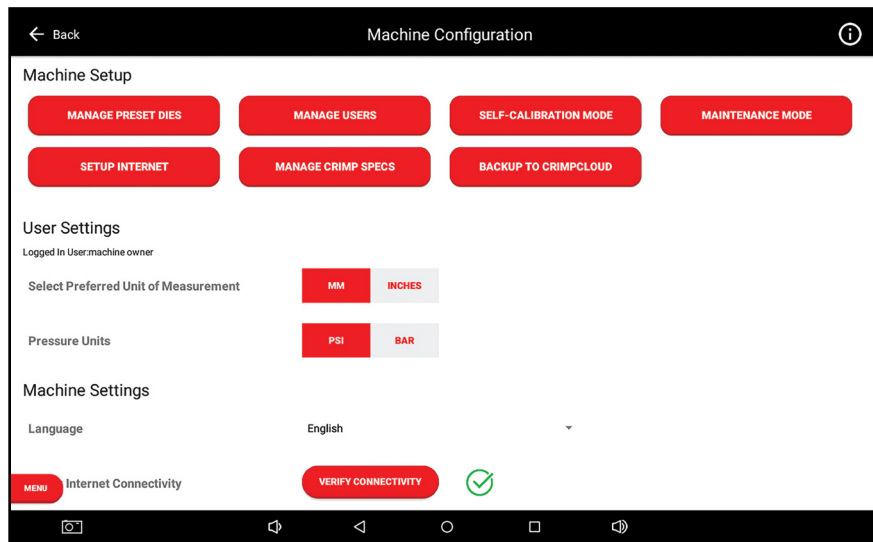 Back
Machine Configuration
Machine Setup
MANAGE PRESET DIES
MANAGE USERS
SELF-CALIBRATION MODE
MAINTENANCE MODE
SETUP INTERNET
MANAGE CRIMP SPECS
BACKUP TO CRIMPCLOUD
User Settings
Logged In User:machine owner
Select Preferred Unit of Measurement
MM
INCHES
Pressure Units
PSI
BAR
Machine Settings
Language
English
MENU
Internet Connectivity
VERIFY CONNECTIVITY